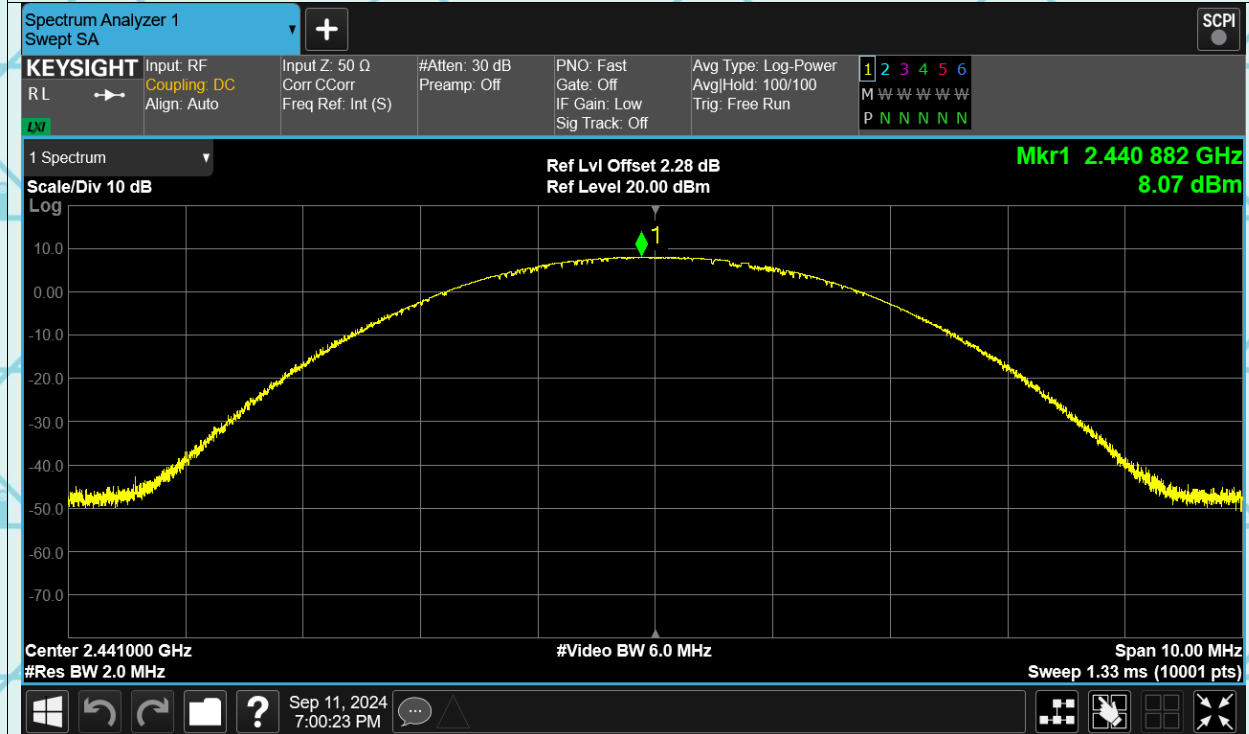 Spectrum Analyzer 1
Swept SA
SCPI
KEYSIGHT
R L
LXI
Input: RF
Coupling: DC
Align: Auto
Input Z: 50 Ω
Corr CCorr
Freq Ref: Int (S)
#Atten: 30 dB
Preamp: Off
PNO: Fast
Gate: Off
IF Gain: Low
Sig Track: Off
Avg Type: Log-Power
Avg|Hold: 100/100
Trig: Free Run
1 2 3 4 5 6
M W W W W W W
P N N N N N
1 Spectrum
Scale/Div 10 dB
Log
Ref Lvl Offset 2.28 dB
Ref Level 20.00 dBm
Mkr1 2.440 882 GHz
8.07 dBm
1
10.0
0.00
-10.0
-20.0
-30.0
-40.0
-50.0
-60.0
-70.0
Center 2.441000 GHz
#Res BW 2.0 MHz
#Video BW 6.0 MHz
Span 10.00 MHz
Sweep 1.33 ms (10001 pts)
?
Sep 11, 2024
7:00:23 PM